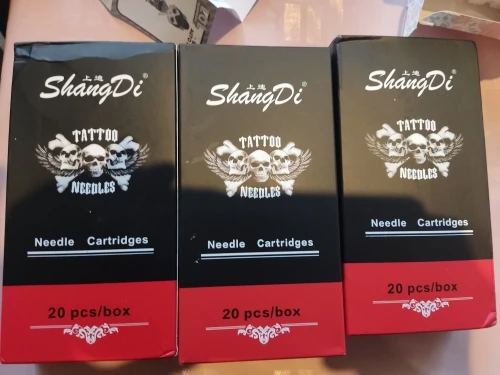 上迪
ShangDi®
TATTOO
NEEDLES
Needle Cartridges
20 pcs/box
上迪
ShangDi®
TATTOO
NEEDLES
Needle Cartridges
20 pcs/box
上迪
ShangDi®
TATTOO
NEEDLES
Needle Cartridges
20 pcs/box